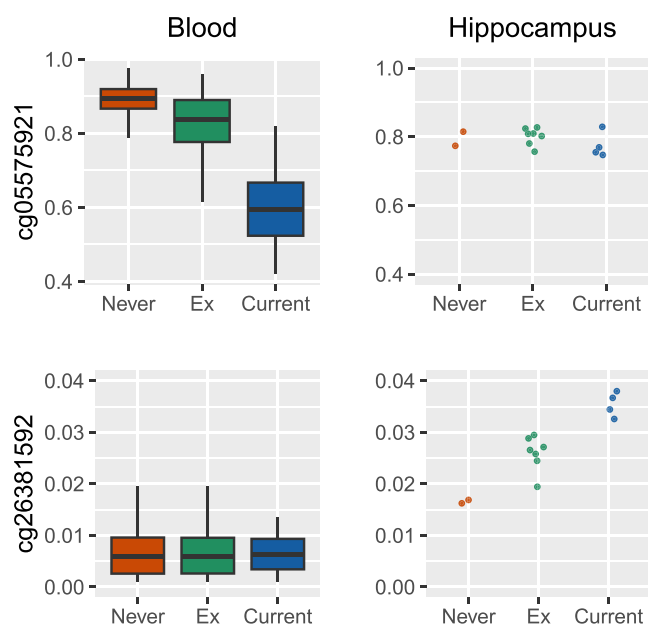 Blood
Hippocampus
cg05575921
1.0
0.8
0.6
0.4
Never Ex Current
1.0
0.8
0.6
0.4
Never Ex Current
cg26381592
0.04
0.03
0.02
0.01
0.00
Never Ex Current
0.04
0.03
0.02
0.01
0.00
Never Ex Current